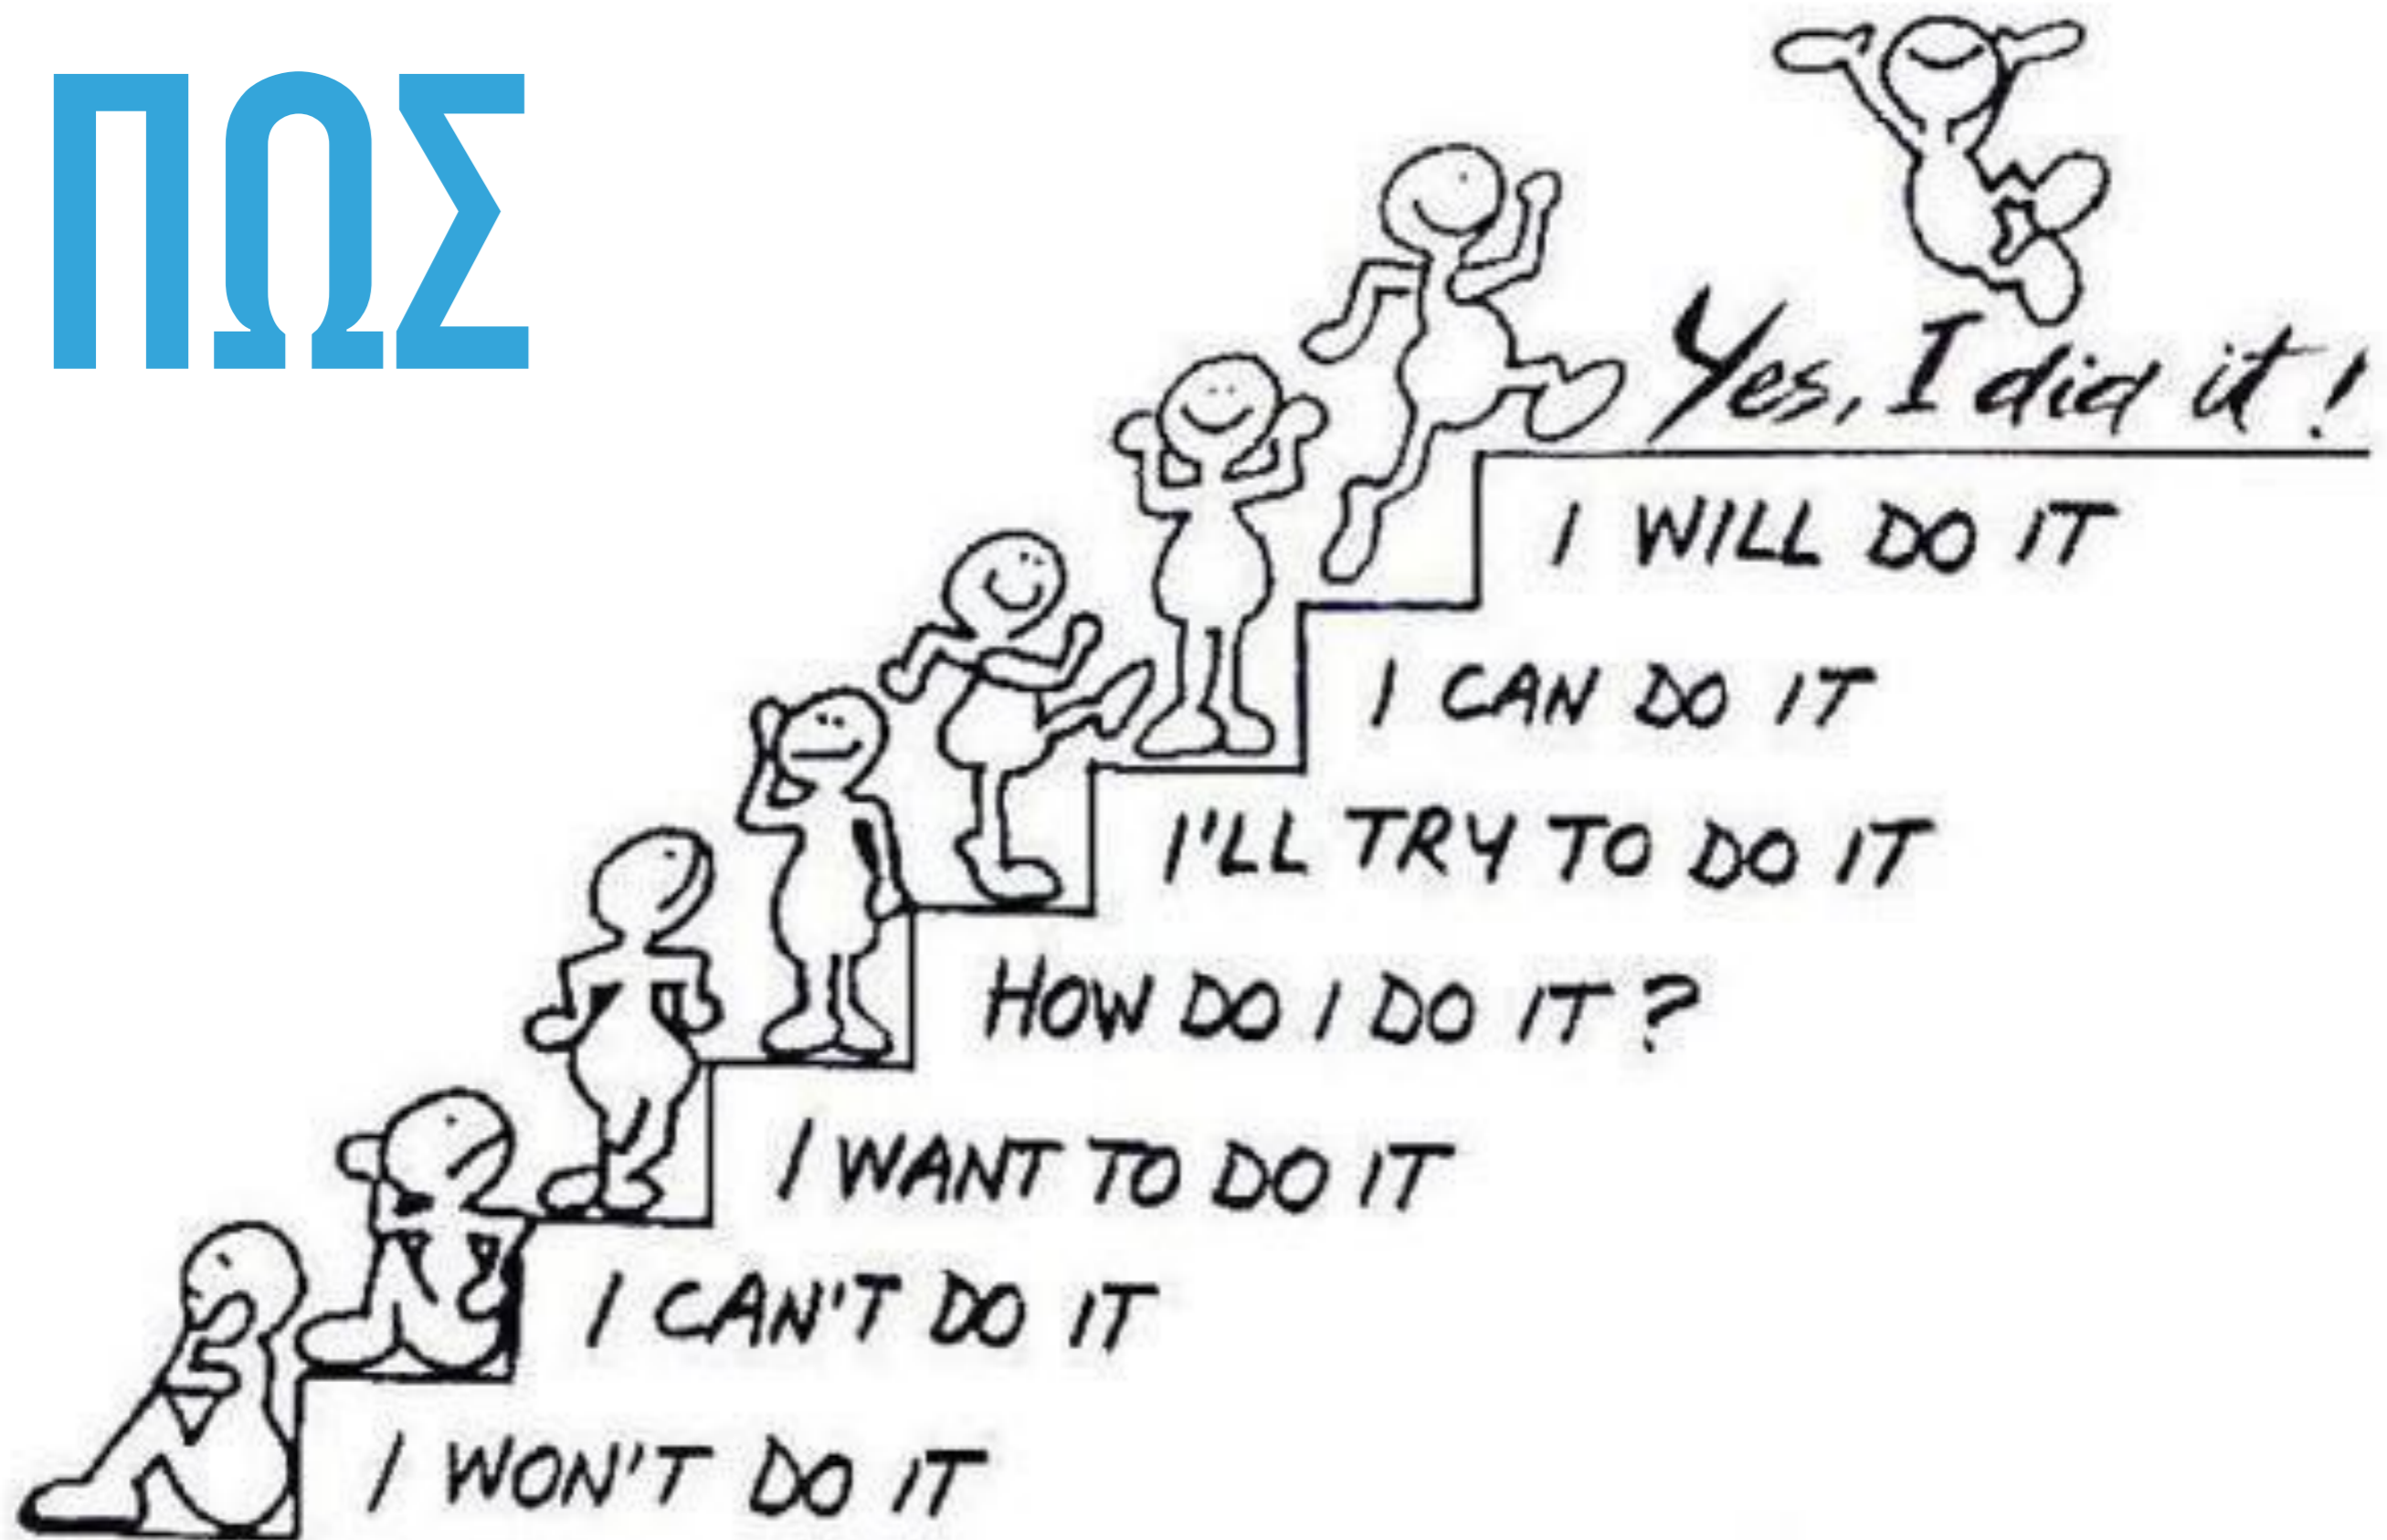 ΠΩΣ
Yes, I did it!
I WILL DO IT
I CAN DO IT
I'LL TRY TO DO IT
HOW DO I DO IT?
I WANT TO DO IT
I CAN'T DO IT
I WON'T DO IT